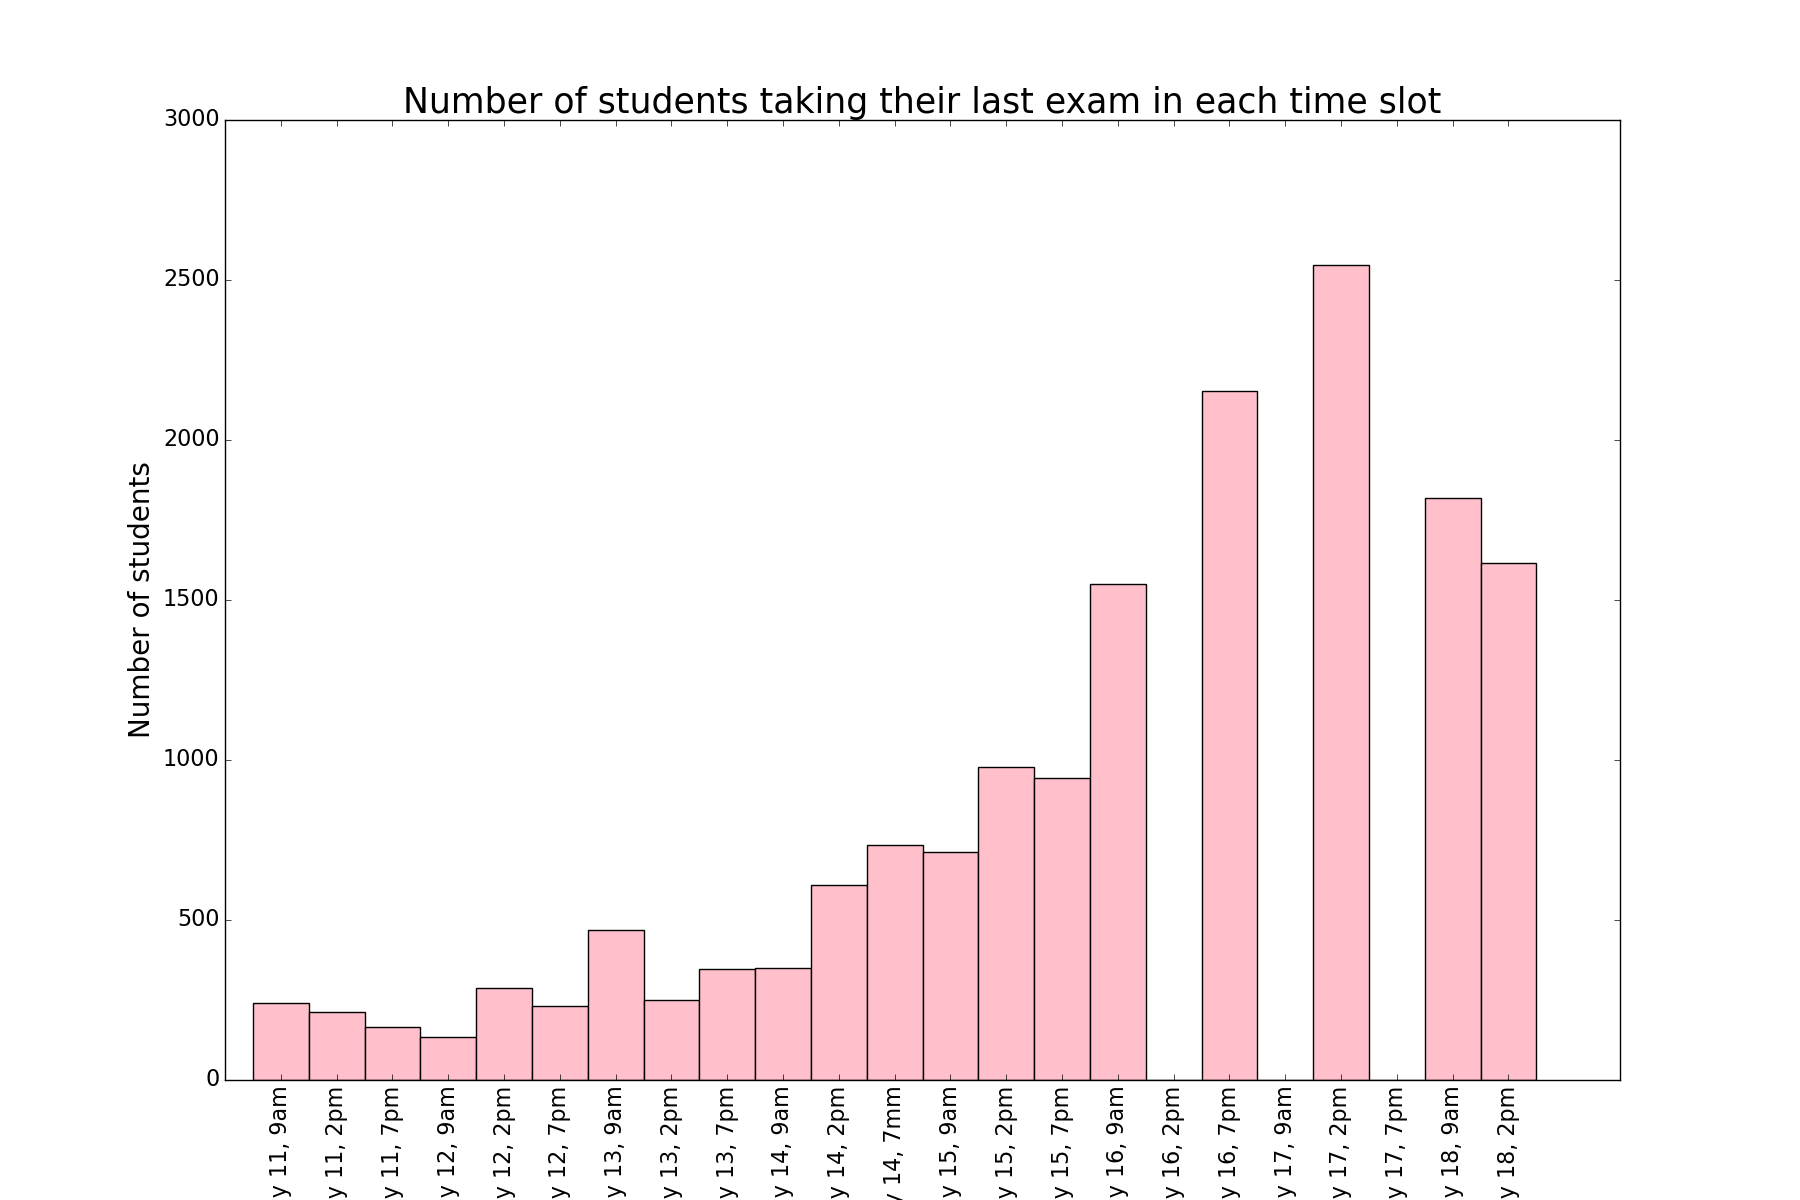 Number of students taking their last exam in each time slot
Number of students
3000
2500
2000
1500
1000
500
0
y 11, 9am
y 11, 2pm
y 11, 7pm
y 12, 9am
y 12, 2pm
y 12, 7pm
y 13, 9am
y 13, 2pm
y 13, 7pm
y 14, 9am
y 14, 2pm
y 14, 7mm
y 15, 9am
y 15, 2pm
y 15, 7pm
y 16, 9am
y 16, 2pm
y 16, 7pm
y 17, 9am
y 17, 2pm
y 17, 7pm
y 18, 9am
y 18, 2pm